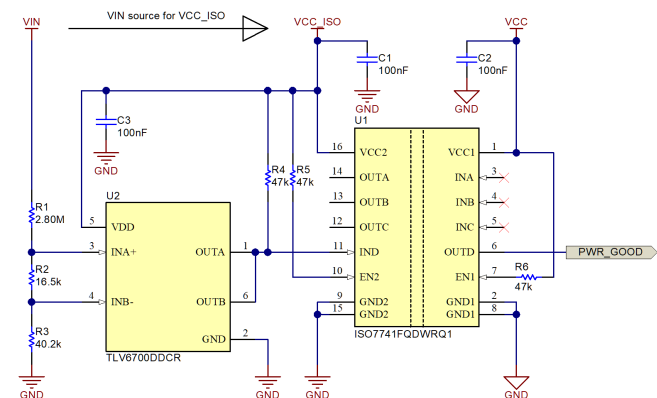 VIN
VIN source for VCC_ISO
VCC_ISO
VCC
C1
100nF
GND
C2
100nF
GND
C3
100nF
GND
R4
47k
R5
47k
U1
16 VCC2 VCC1 1
14 OUTA INA 3
13 OUTB INB 4
12 OUTC INC 5
11 IND OUTD 6
10 EN2 EN1 7
9 GND2 GND1 2
15 GND2 GND1 8
ISO7741FQDWRQ1
PWR_GOOD
R6
47k
R1
2.80M
R2
16.5k
R3
40.2k
U2
5 VDD
3 INA+ OUTA 1
4 INB- OUTB 6
GND 2
TLV6700DDCR
GND
GND
GND
GND